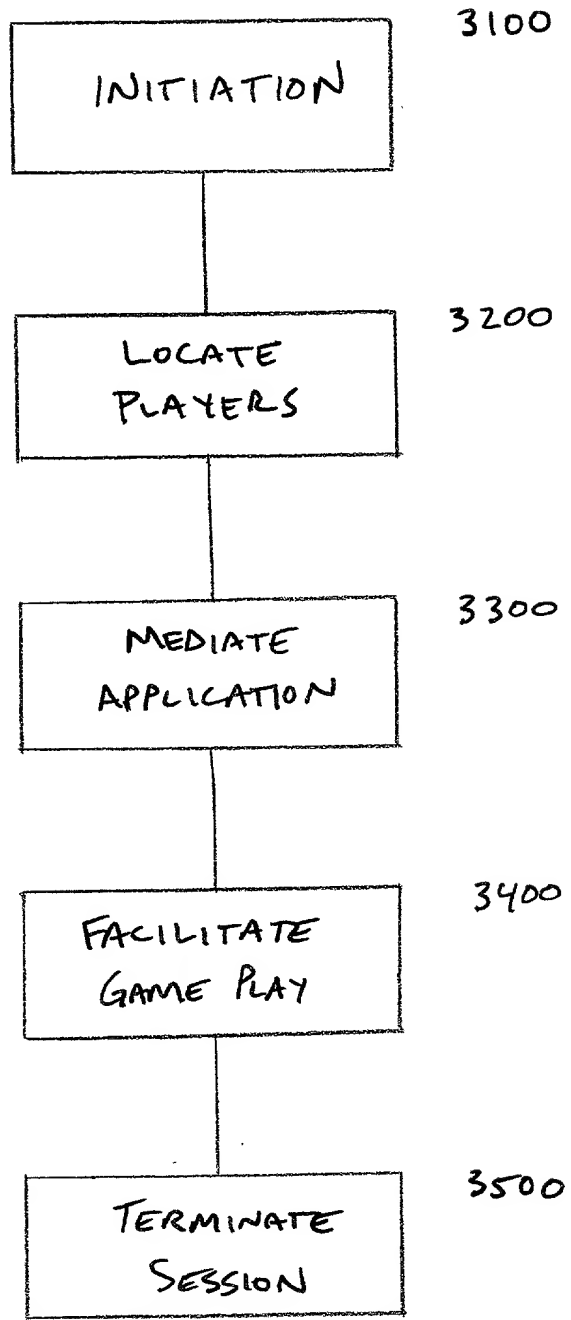 3100
INITIATION
3200
LOCATE
PLAYERS
3300
MEDIATE
APPLICATION
3400
FACILITATE
GAME PLAY
3500
TERMINATE
SESSION